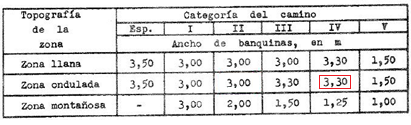 Topografía de la zona Categoría del camino
Esp. I II III IV V
Ancho de banquinas, en m
Zona llana 3,50 3,00 3,00 3,00 3,30 1,50
Zona ondulada 3,50 3,00 3,00 3,30 3,30 1,50
Zona montañosa - 3,00 2,00 1,50 1,25 1,00